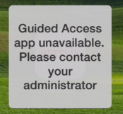 Guided Access
app unavailable.
Please contact
your
administrator